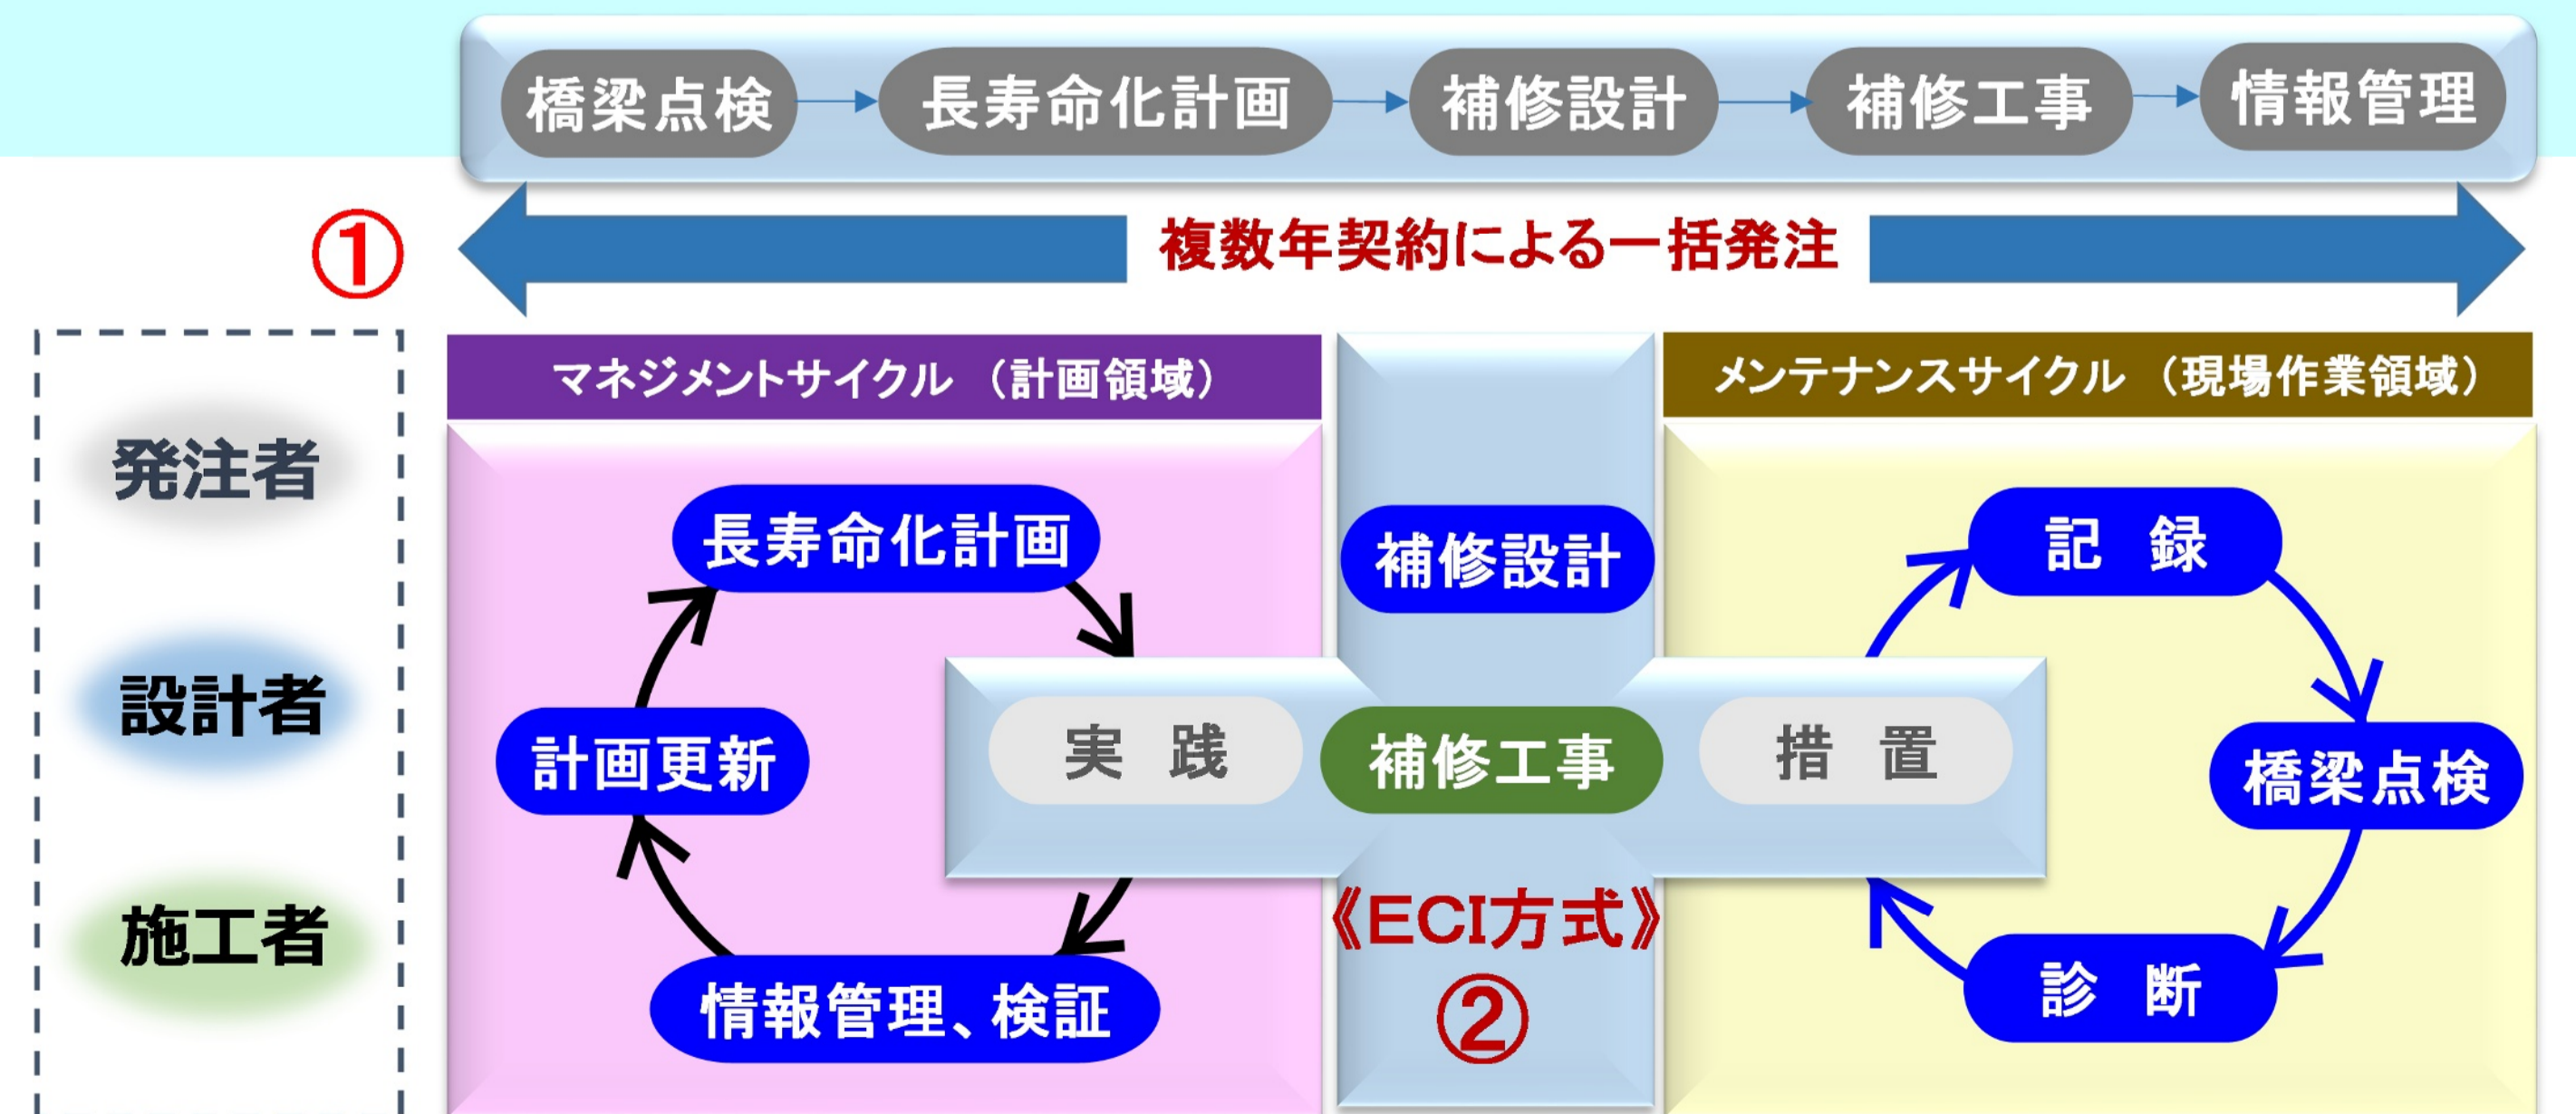 橋梁点検
長寿命化計画
補修設計
補修工事
情報管理
①
複数年契約による一括発注
発注者
設計者
施工者
マネジメントサイクル （計画領域）
長寿命化計画
実 践
情報管理、検証
計画更新
補修設計
補修工事
《ECI方式》
②
メンテナンスサイクル （現場作業領域）
記 録
橋梁点検
診 断
措 置